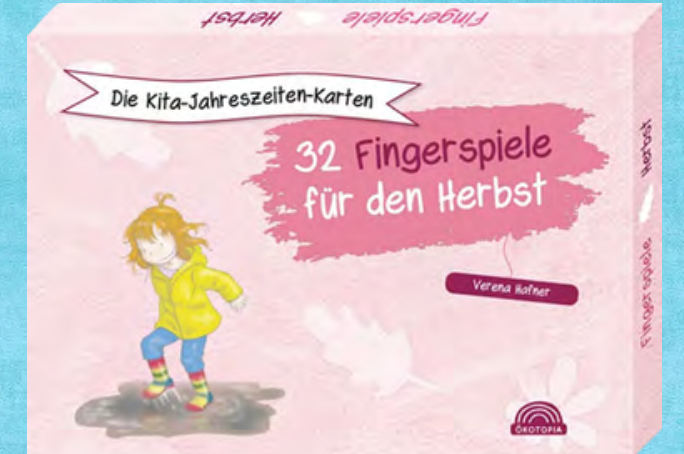 Fingerspiele Herbst
Die Kita-Jahreszeiten-Karten
32 Fingerspiele
für den Herbst
Verena Hafner
Fingerspiele Herbst
ÖKOTOPIA